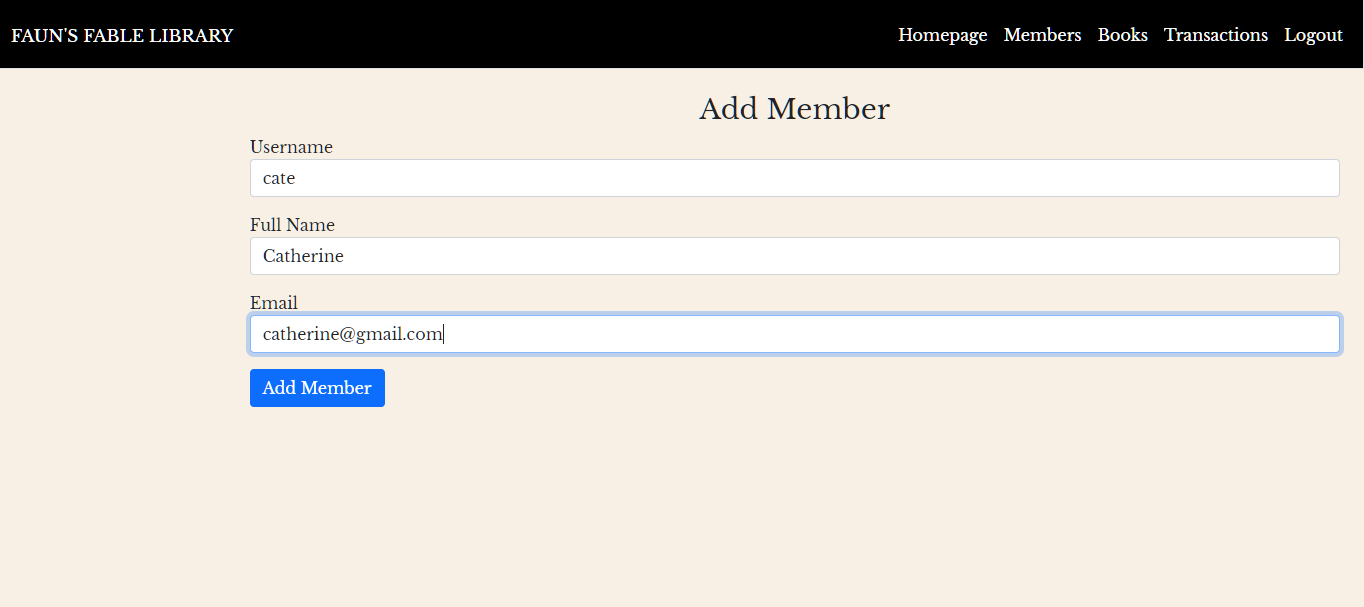 FAUN'S FABLE LIBRARY Homepage Members Books Transactions Logout
Add Member
Username
cate
Full Name
Catherine
Email
catherine@gmail.com
Add Member